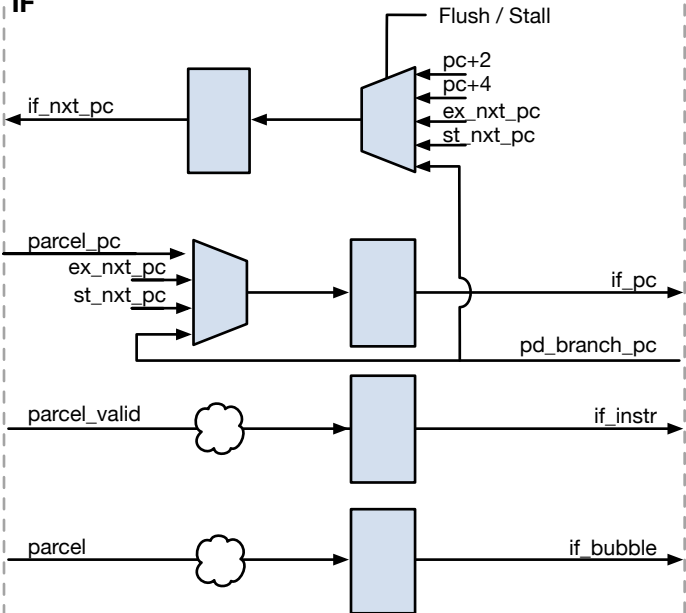 IF
Flush / Stall
pc+2
pc+4
if_nxt_pc
ex_nxt_pc
st_nxt_pc
parcel_pc
ex_nxt_pc
st_nxt_pc
if_pc
pd_branch_pc
parcel_valid
if_instr
parcel
if_bubble